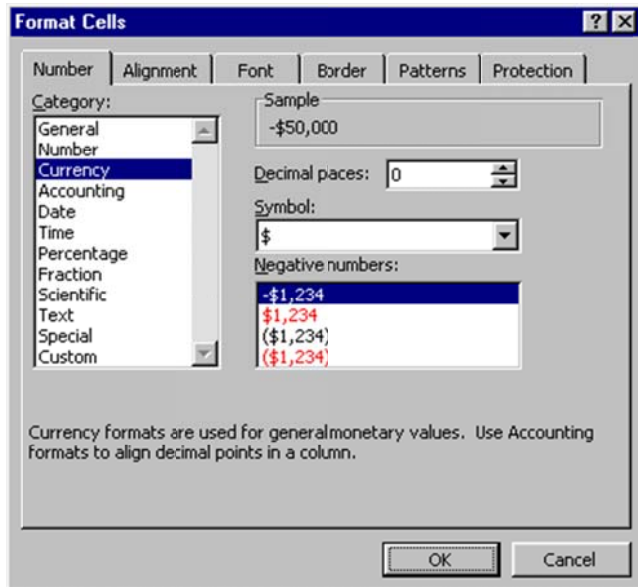 Format Cells
Number Alignment Font Border Patterns Protection
Category:
General
Number
Currency
Accounting
Date
Time
Percentage
Fraction
Scientific
Text
Special
Custom
Sample
-$50,000
Decimal paces: 0
Symbol:
$
Negative numbers:
-$1,234
$1,234
($1,234)
($1,234)
Currency formats are used for generalmonetary values. Use Accounting
formats to align decimal points in a column.
OK Cancel